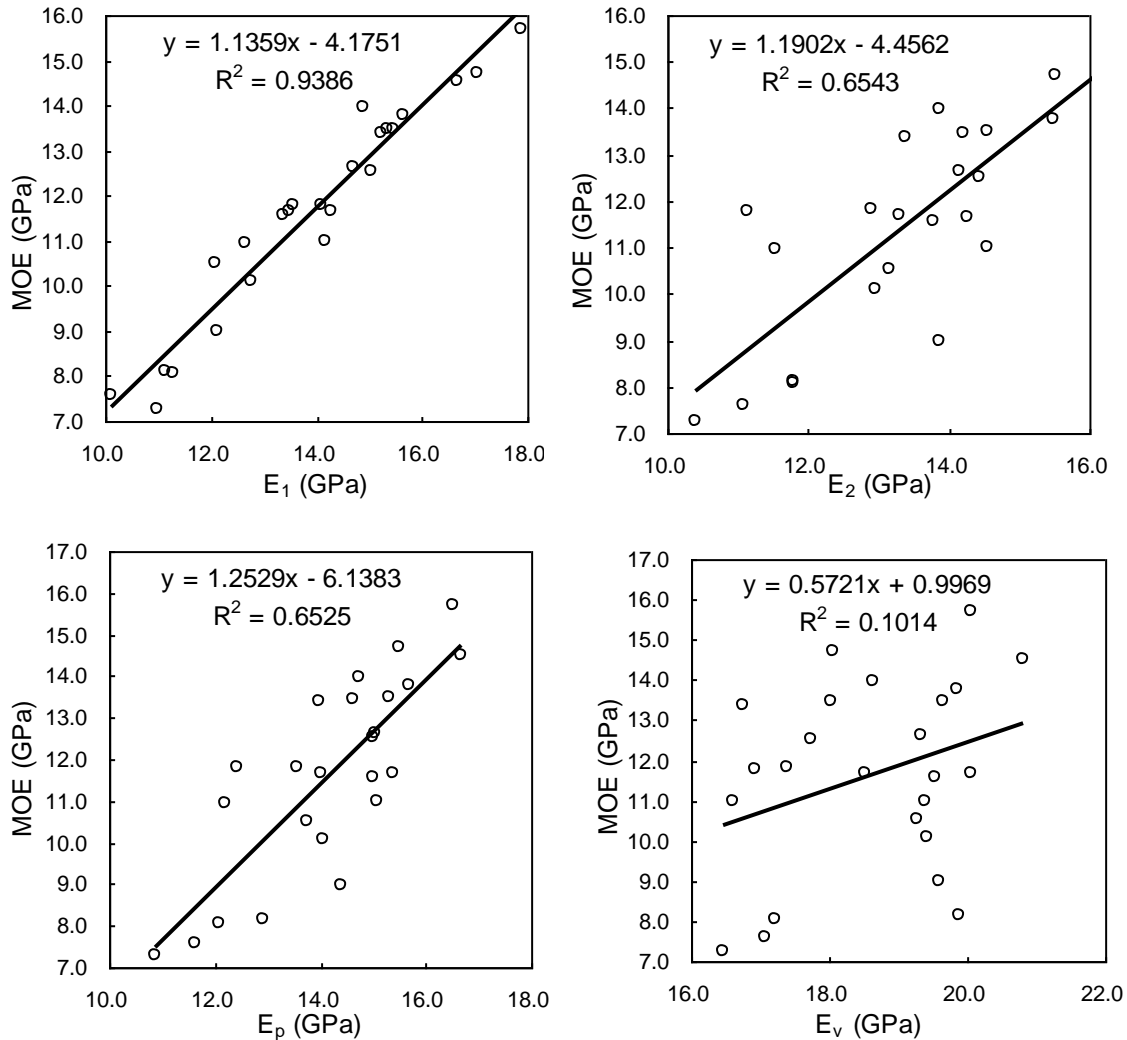 16.0
15.0
14.0
13.0
12.0
11.0
10.0
9.0
8.0
7.0
MOE (GPa)
y = 1.1359x - 4.1751
R² = 0.9386
10.0 12.0 14.0 16.0 18.0
E₁ (GPa)
16.0
15.0
14.0
13.0
12.0
11.0
10.0
9.0
8.0
7.0
MOE (GPa)
y = 1.1902x - 4.4562
R² = 0.6543
10.0 12.0 14.0 16.0
E₂ (GPa)
17.0
16.0
15.0
14.0
13.0
12.0
11.0
10.0
9.0
8.0
7.0
MOE (GPa)
y = 1.2529x - 6.1383
R² = 0.6525
10.0 12.0 14.0 16.0 18.0
Eₚ (GPa)
17.0
16.0
15.0
14.0
13.0
12.0
11.0
10.0
9.0
8.0
7.0
MOE (GPa)
y = 0.5721x + 0.9969
R² = 0.1014
16.0 18.0 20.0 22.0
Eᵥ (GPa)